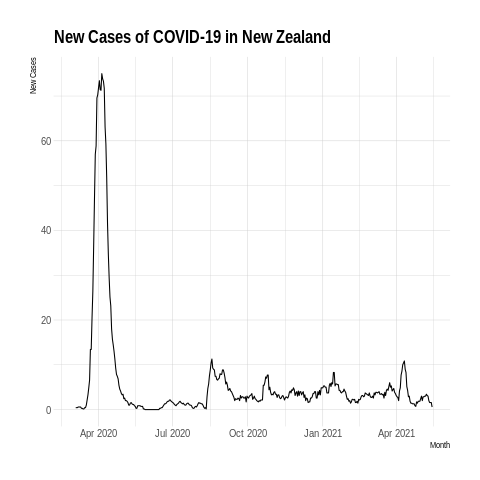 New Cases of COVID-19 in New Zealand
New Cases
60
40
20
0
Apr 2020 Jul 2020 Oct 2020 Jan 2021 Apr 2021
Month